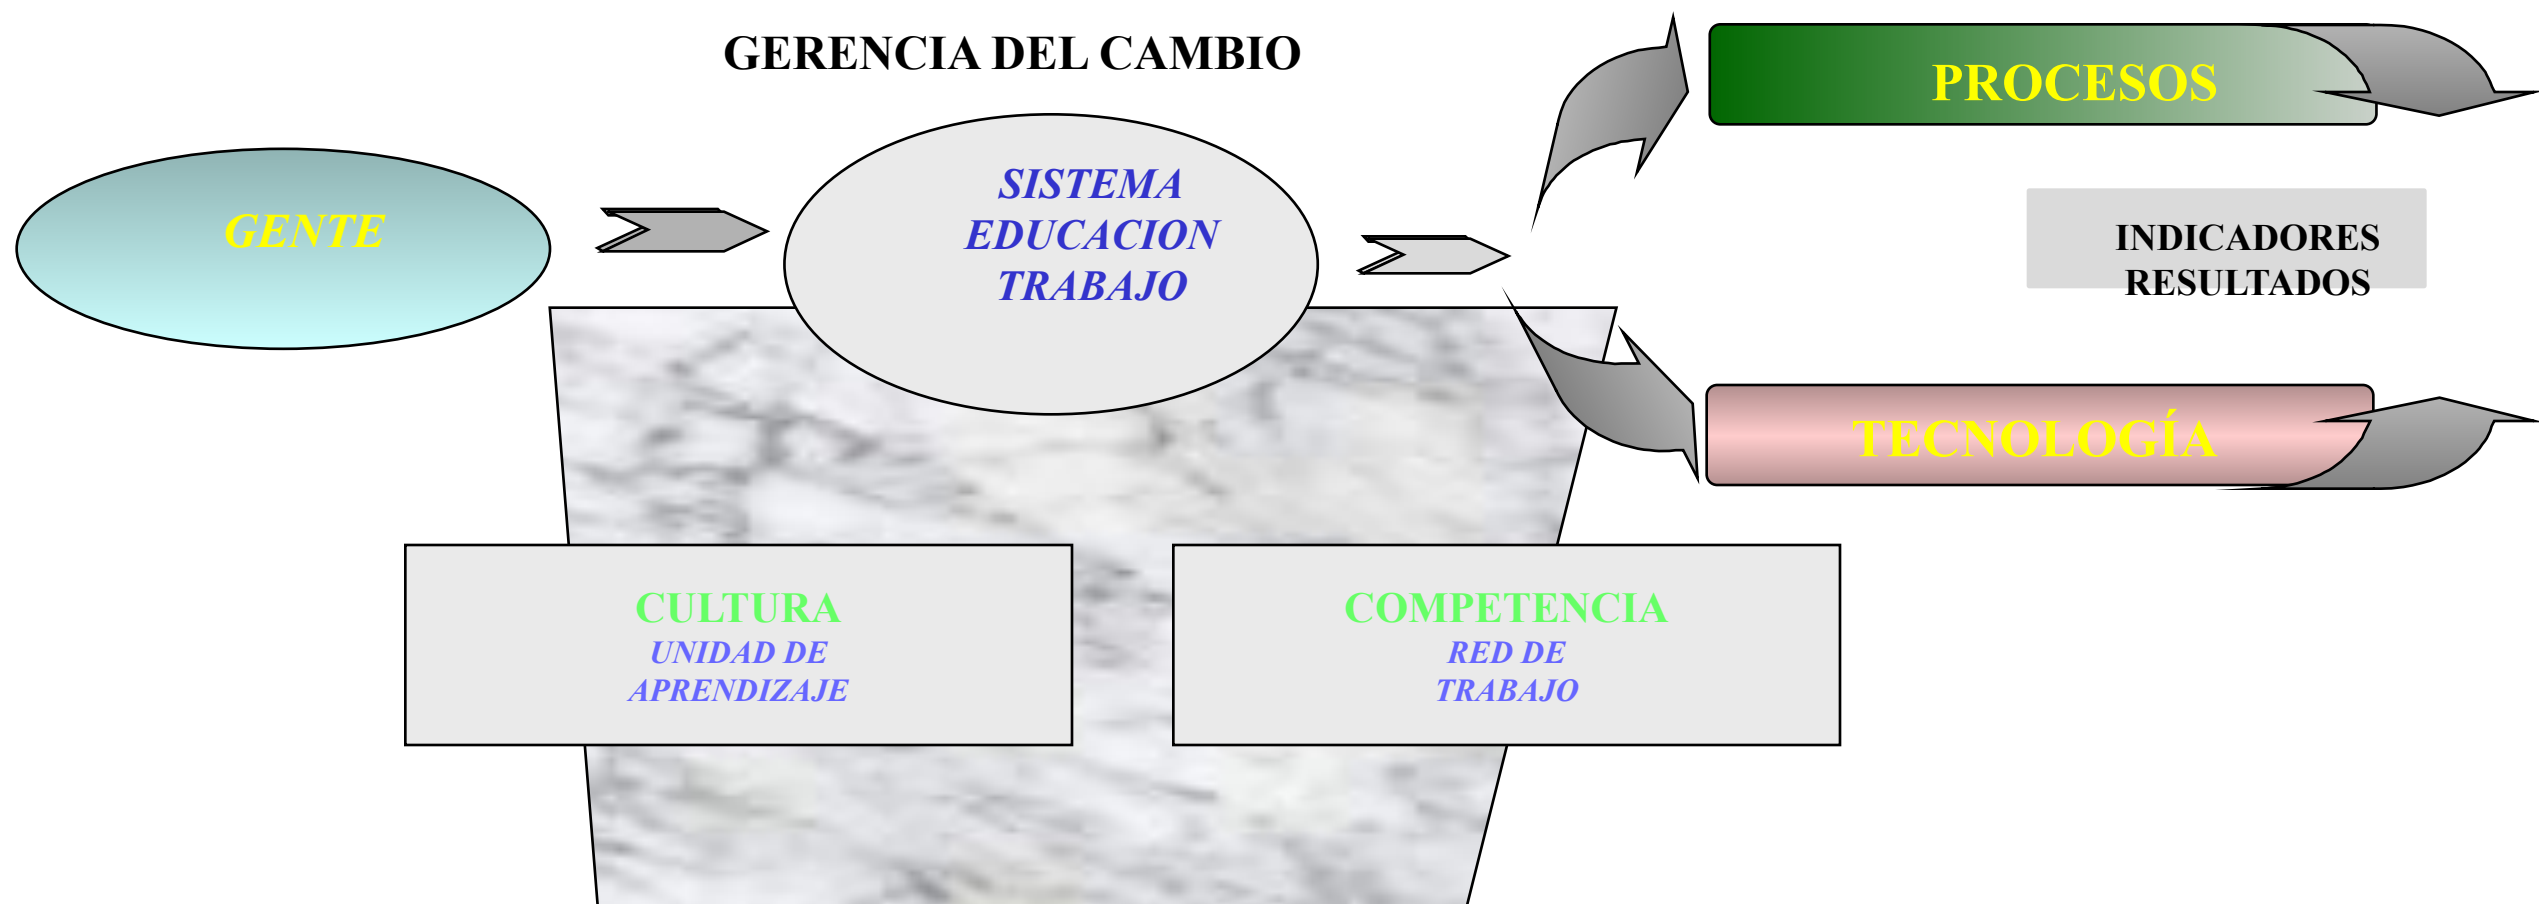 GERENCIA DEL CAMBIO
PROCESOS
GENTE
SISTEMA
EDUCACION
TRABAJO
INDICADORES
RESULTADOS
TECNOLOGÍA
CULTURA
UNIDAD DE
APRENDIZAJE
COMPETENCIA
RED DE
TRABAJO